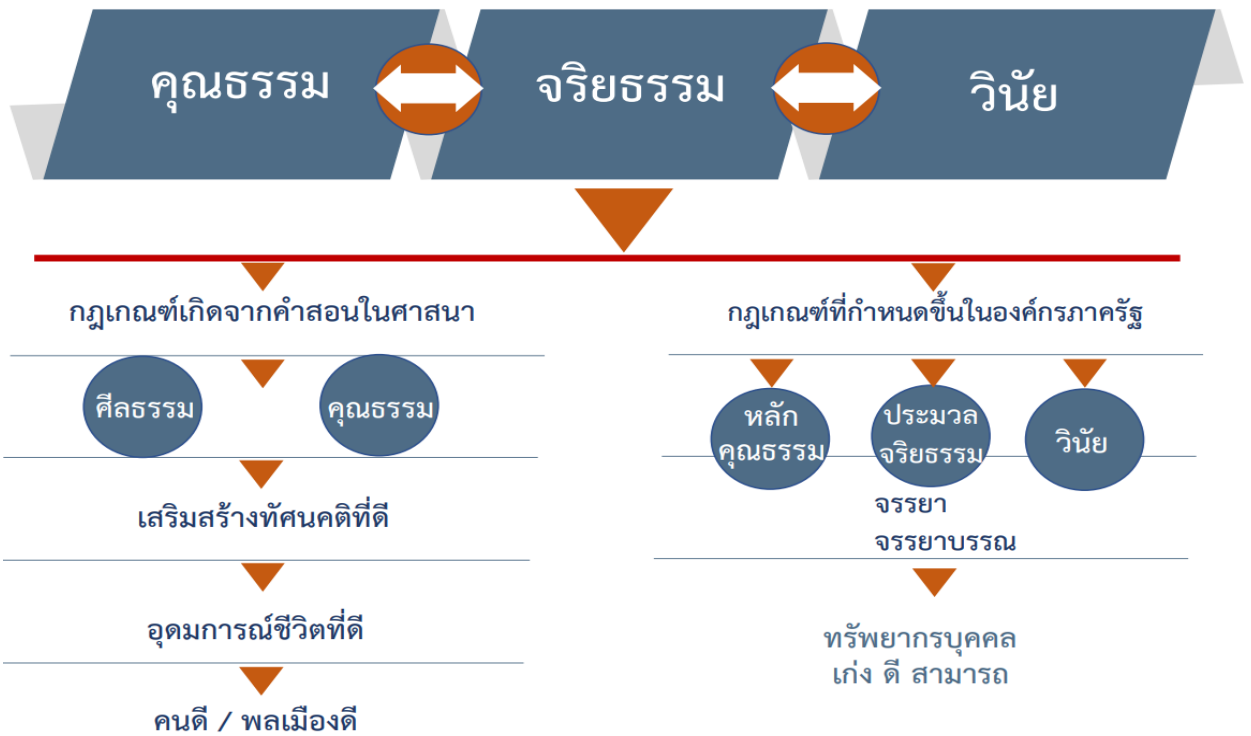 คุณธรรม
จริยธรรม
วินัย
กฎเกณฑ์เกิดจากคำสอนในศาสนา
ศีลธรรม
คุณธรรม
เสริมสร้างทัศนคติที่ดี
อุดมการณ์ชีวิตที่ดี
คนดี / พลเมืองดี
กฎเกณฑ์ที่กำหนดขึ้นในองค์กรภาครัฐ
หลัก
คุณธรรม
ประมวล
จริยธรรม
วินัย
จรรยา
จรรยาบรรณ
ทรัพยากรบุคคล
เก่ง ดี สามารถ